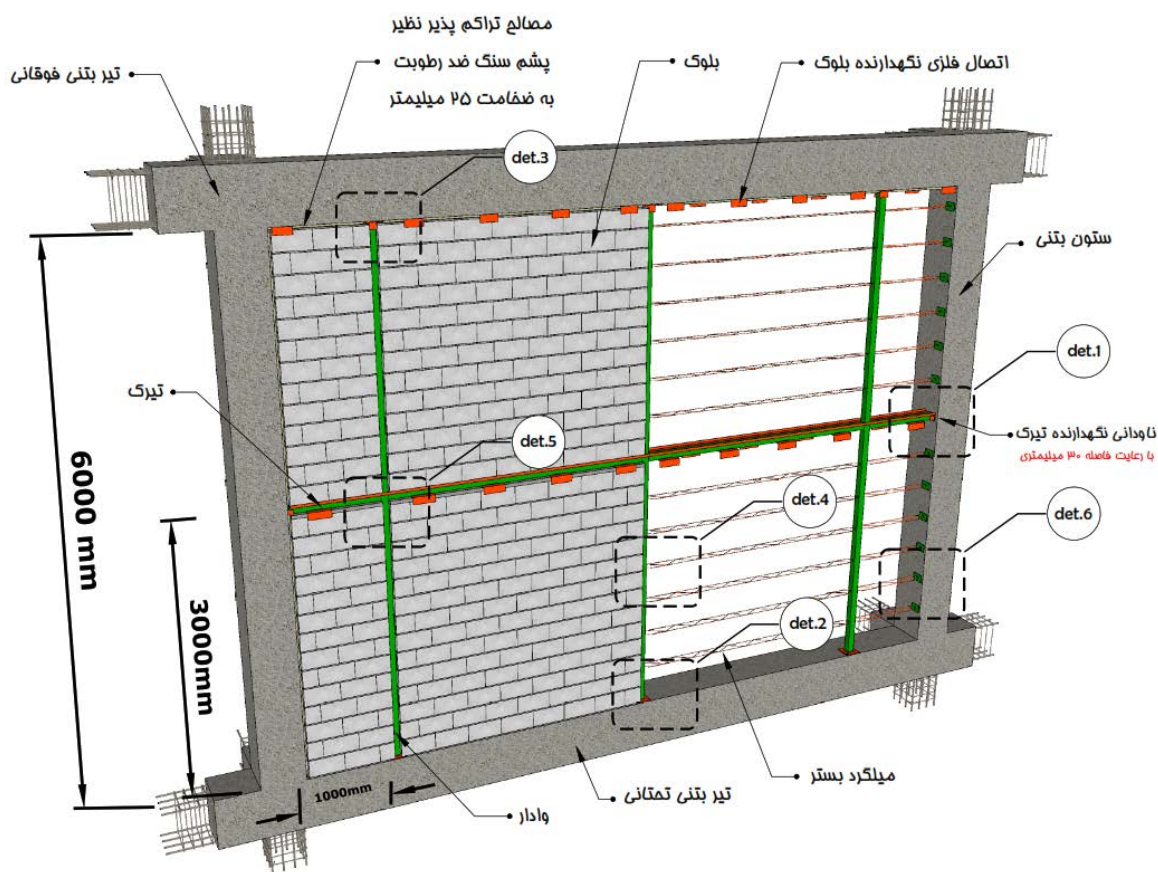 مصالح تراکم پذیر نظیر
پشم سنگ ضد رطوبت
به ضخامت ۲۵ میلیمتر
تیر بتنی فوقانی
بلوک
اتصال فلزی نگهدارنده بلوک
det.3
ستون بتنی
det.1
تیرک
ناودانی نگهدارنده تیرک
با رعایت فاصله ۳۰ میلیمتری
det.5
det.4
det.6
6000 mm
3000mm
det.2
1000mm
میلگرد بستر
تیر بتنی تحتانی
وادار